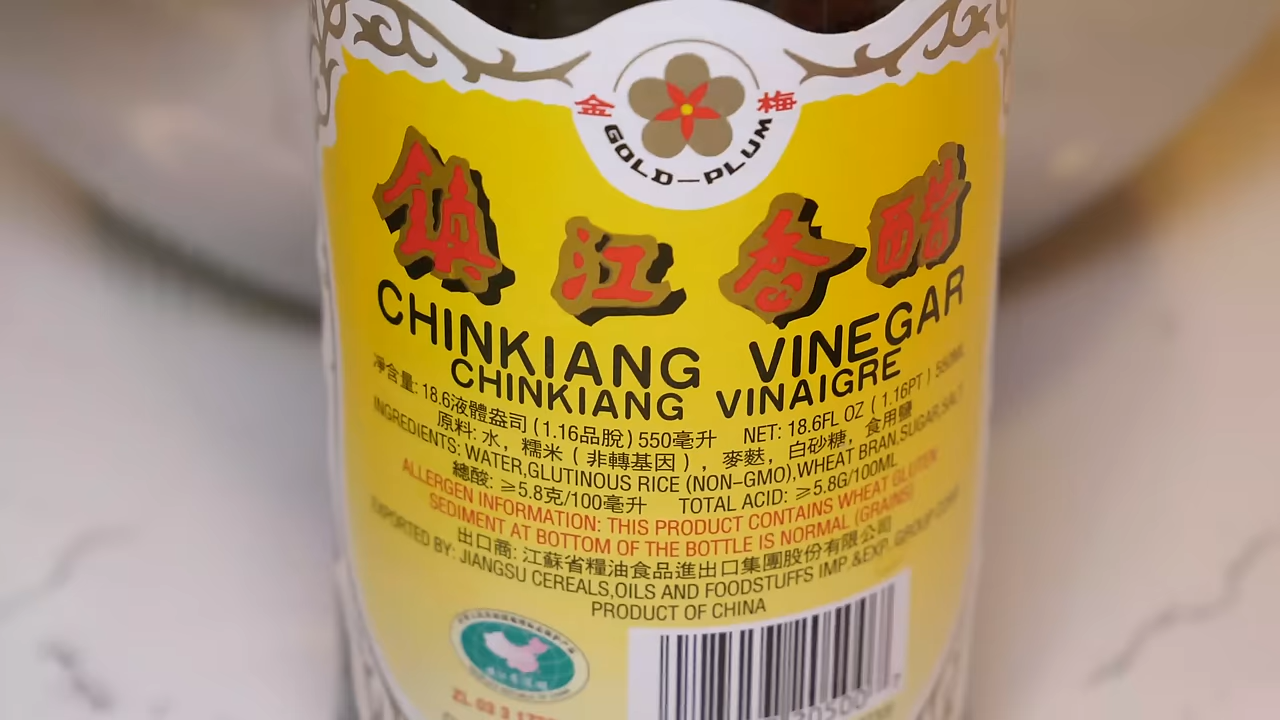 金 梅
GOLD-PLUM
鎮江香醋
CHINKIANG VINEGAR
CHINKIANG VINAIGRE
淨含量: 18.6液體盎司 (1.16品脫) 550毫升 NET: 18.6FL OZ (1.16PT) 550ML
原料: 水, 糯米 (非轉基因), 麥麩, 白砂糖, 食用鹽
INGREDIENTS: WATER,GLUTINOUS RICE (NON-GMO),WHEAT BRAN,SUGAR,SALT
總酸: ≥5.8克/100毫升 TOTAL ACID: ≥5.8G/100ML
ALLERGEN INFORMATION: THIS PRODUCT CONTAINS WHEAT GLUTEN
SEDIMENT AT BOTTOM OF THE BOTTLE IS NORMAL (GRAINS)
出口商: 江蘇省糧油食品進出口集團股份有限公司
EXPORTED BY: JIANGSU CEREALS,OILS AND FOODSTUFFS IMP.&EXP. GROUP CORP.
PRODUCT OF CHINA
ZL 03 3